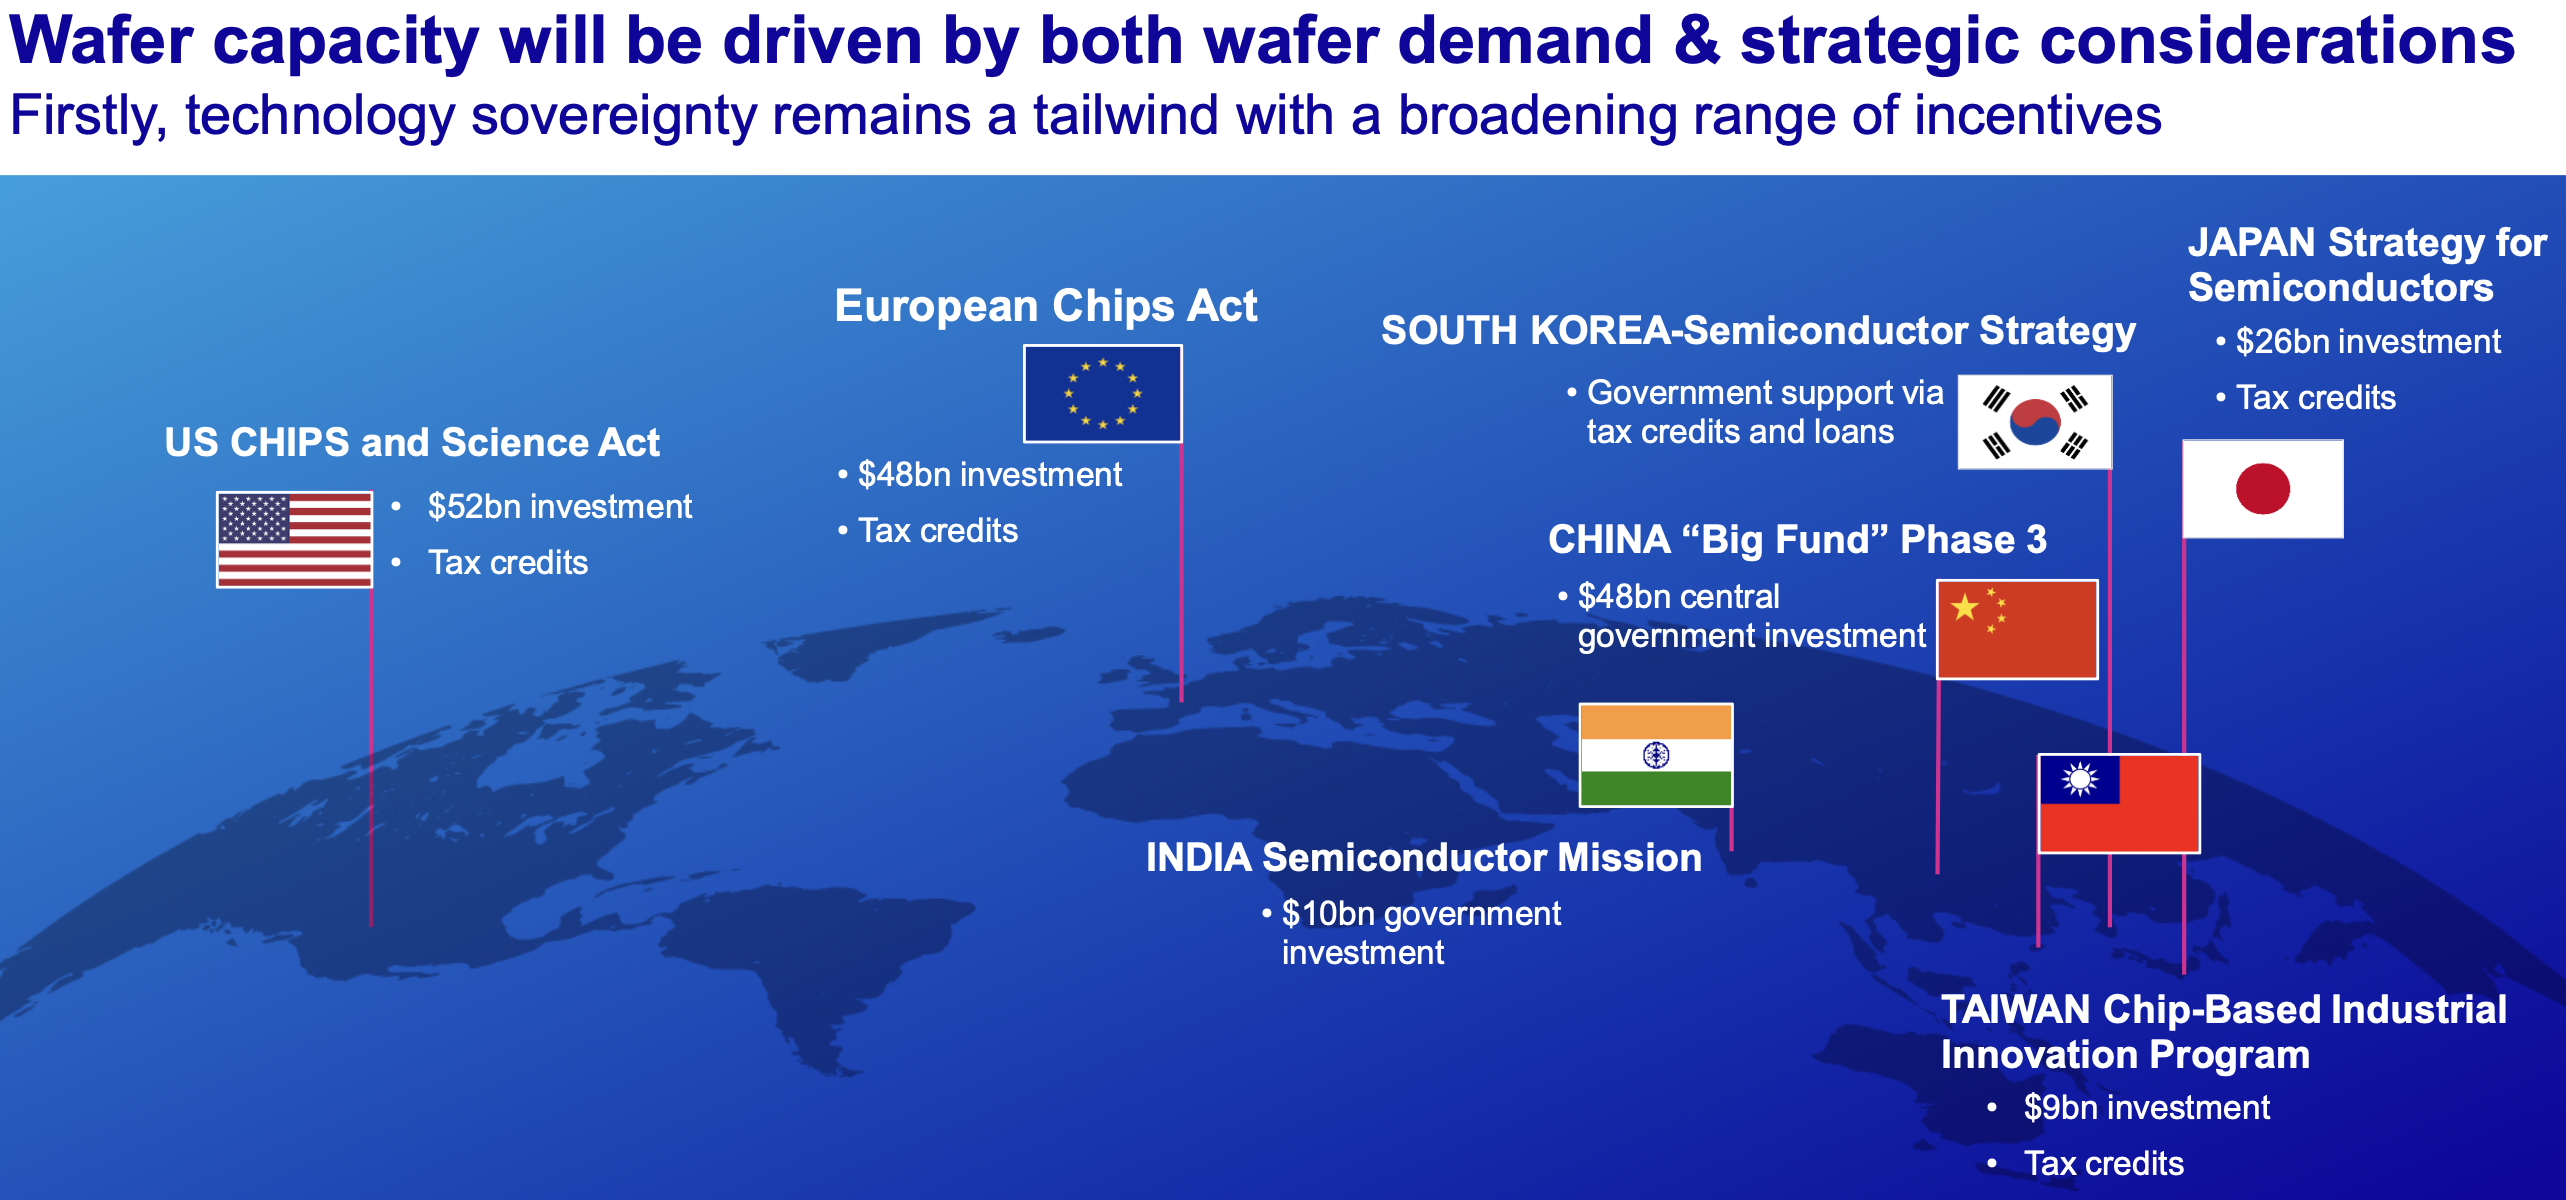 Wafer capacity will be driven by both wafer demand & strategic considerations
Firstly, technology sovereignty remains a tailwind with a broadening range of incentives
US CHIPS and Science Act
• $52bn investment
• Tax credits
European Chips Act
• $48bn investment
• Tax credits
SOUTH KOREA-Semiconductor Strategy
• Government support via
tax credits and loans
JAPAN Strategy for
Semiconductors
• $26bn investment
• Tax credits
CHINA “Big Fund” Phase 3
• $48bn central
government investment
INDIA Semiconductor Mission
• $10bn government
investment
TAIWAN Chip-Based Industrial
Innovation Program
• $9bn investment
• Tax credits